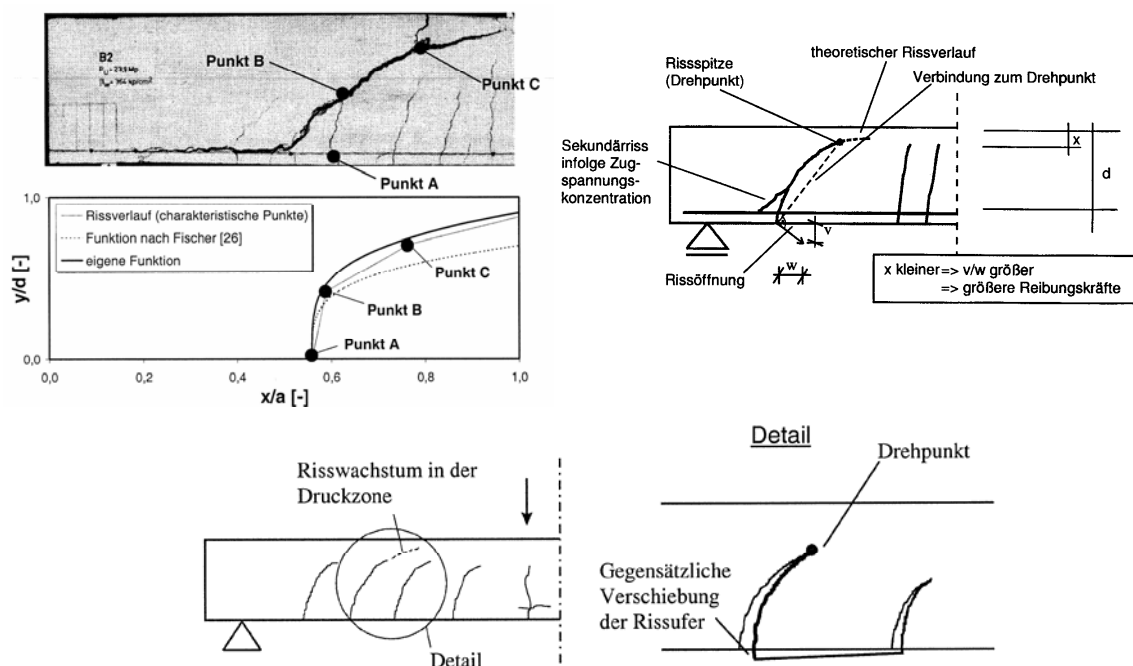 B2
Punkt B
Punkt C
Punkt A
1,0
y/d [-]
0,0
Rissverlauf (charakteristische Punkte)
Funktion nach Fischer [26]
eigene Funktion
Punkt C
Punkt B
Punkt A
0,0
0,2
0,4
0,6
0,8
1,0
x/a [-]
theoretischer Rissverlauf
Rissspitze
(Drehpunkt)
Verbindung zum Drehpunkt
Sekundärriss
infolge Zug-
spannungs-
konzentration
x
d
v
w
Rissöffnung
x kleiner=> v/w größer
=> größere Reibungskräfte
Risswachstum in der
Druckzone
Detail
Detail
Drehpunkt
Gegensätzliche
Verschiebung
der Rissufer